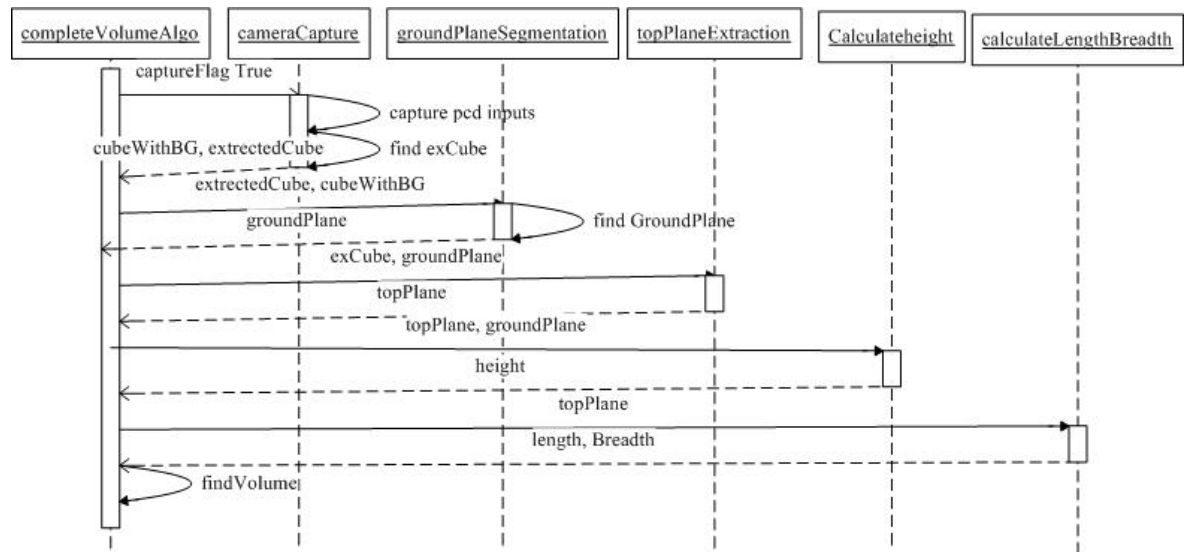 completeVolumeAlgo
cameraCapture
groundPlaneSegmentation
topPlaneExtraction
Calculateheight
calculateLengthBreadth
captureFlag True
capture pcd inputs
cubeWithBG, extrectedCube
find exCube
extrectedCube, cubeWithBG
groundPlane
find GroundPlane
exCube, groundPlane
topPlane
topPlane, groundPlane
height
topPlane
length, Breadth
findVolume